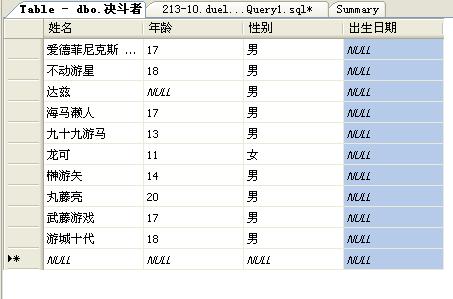 Table - dbo.决斗者 213-10.duel...Query1.sql* Summary
姓名 年龄 性别 出生日期
爱德菲尼克斯 ... 17 男 NULL
不动游星 18 男 NULL
达兹 NULL 男 NULL
海马濑人 17 男 NULL
九十九游马 13 男 NULL
龙可 11 女 NULL
榊游矢 14 男 NULL
丸藤亮 20 男 NULL
武藤游戏 17 男 NULL
游城十代 18 男 NULL
NULL NULL NULL NULL